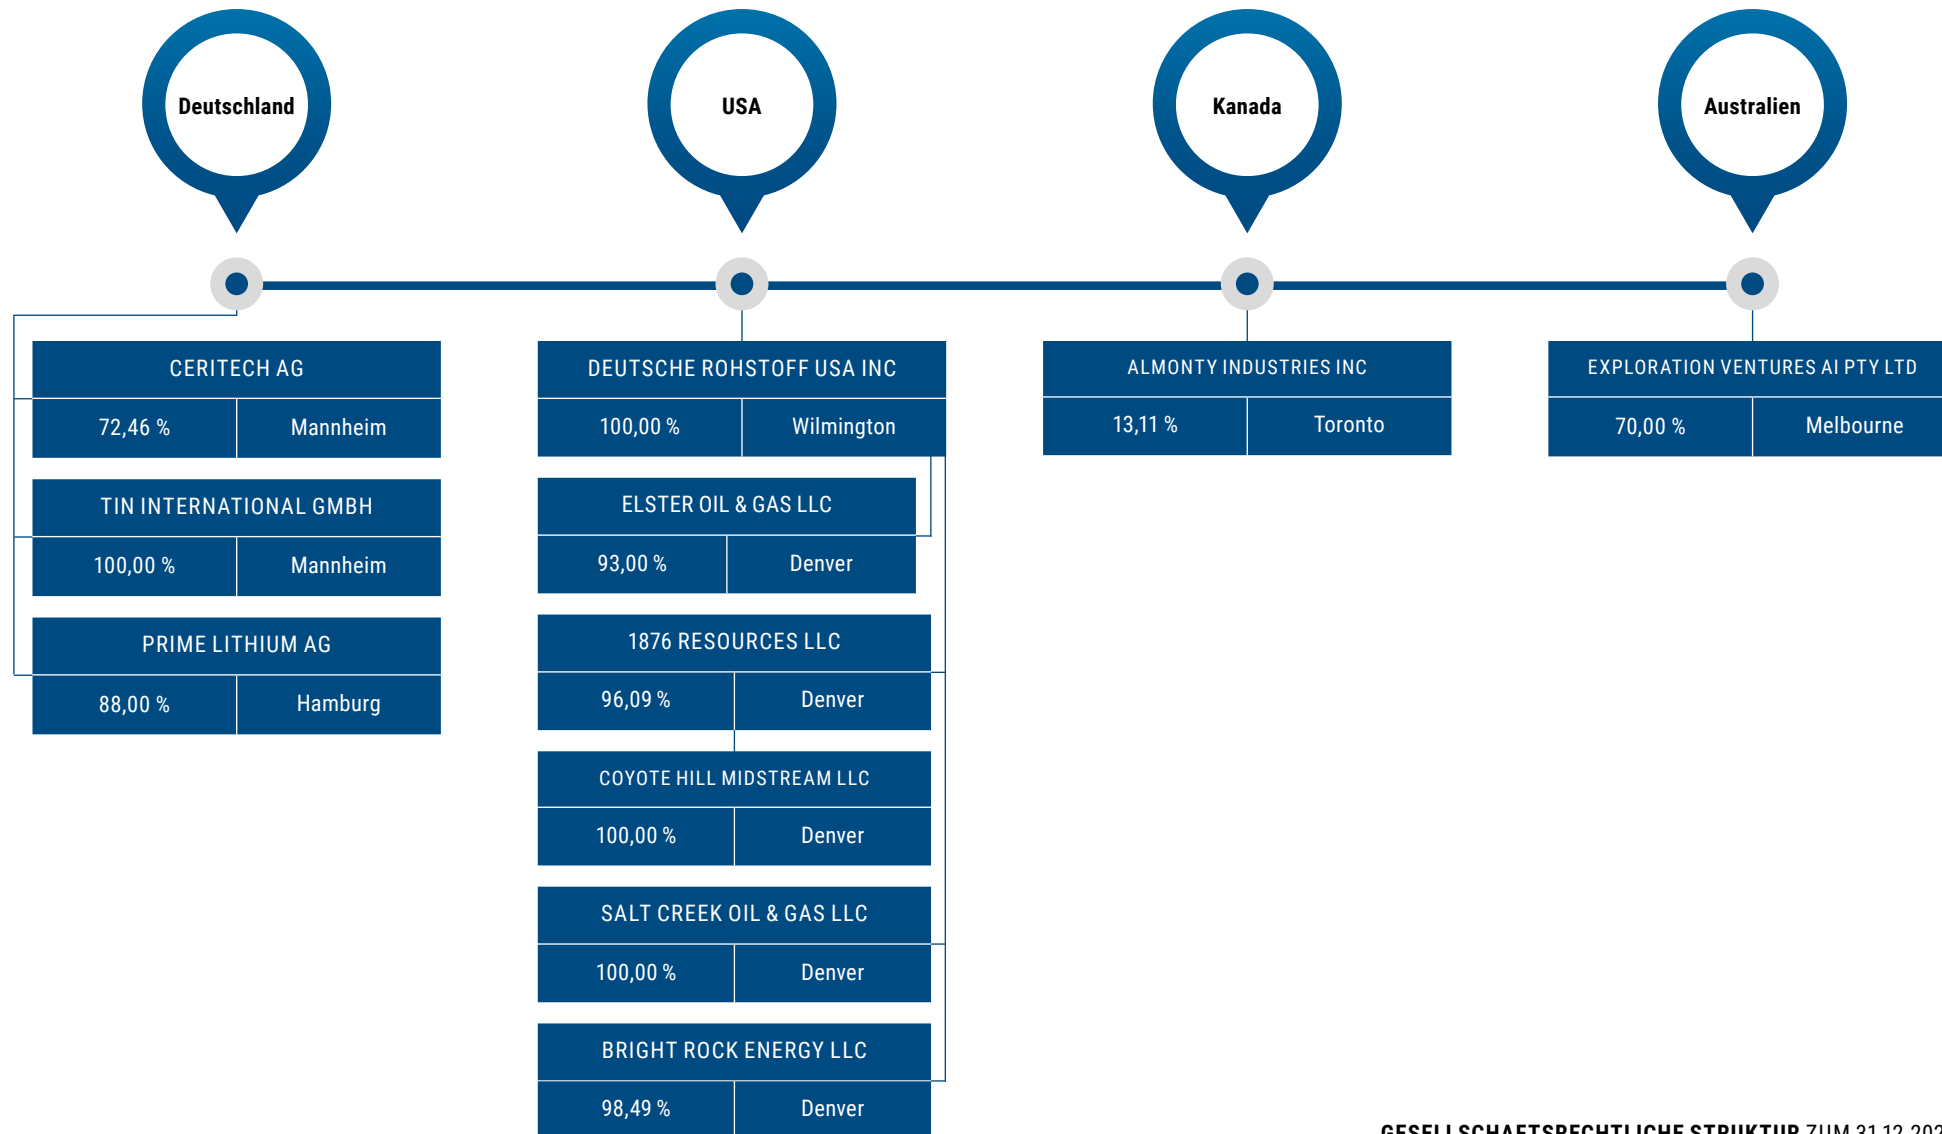 Deutschland
USA
Kanada
Australien
CERITECH AG
72,46 % Mannheim
TIN INTERNATIONAL GMBH
100,00 % Mannheim
PRIME LITHIUM AG
88,00 % Hamburg
DEUTSCHE ROHSTOFF USA INC
100,00 % Wilmington
ELSTER OIL & GAS LLC
93,00 % Denver
1876 RESOURCES LLC
96,09 % Denver
COYOTE HILL MIDSTREAM LLC
100,00 % Denver
SALT CREEK OIL & GAS LLC
100,00 % Denver
BRIGHT ROCK ENERGY LLC
98,49 % Denver
ALMONTY INDUSTRIES INC
13,11 % Toronto
EXPLORATION VENTURES AI PTY LTD
70,00 % Melbourne
GESELLSCHAFTSRECHTLICHE STRUKTUR ZUM